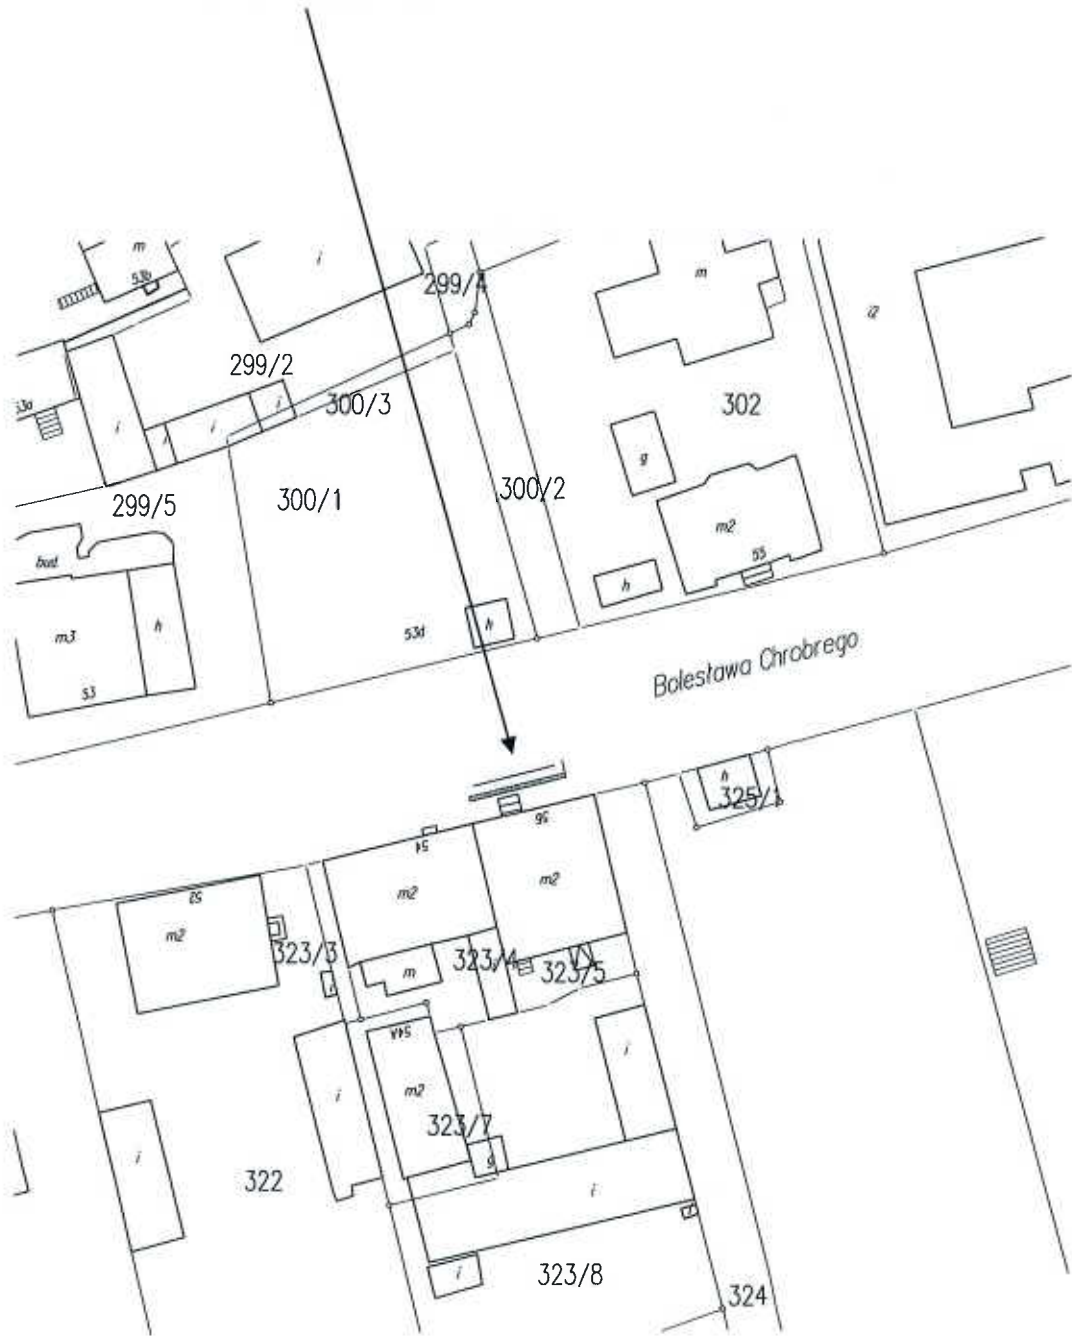 m
53b
i
299/4
m
i2
299/2
53a
i
300/3
302
i
i
i
g
300/1
300/2
299/5
m2
bud.
55
h
h
m3
h
53d
53
Bolesława Chrobrego
h
325/1
56
54
m2
m2
52
m2
323/3
m
323/4
323/5
i
54A
i
m2
i
323/7
i
g
322
i
i
323/8
324